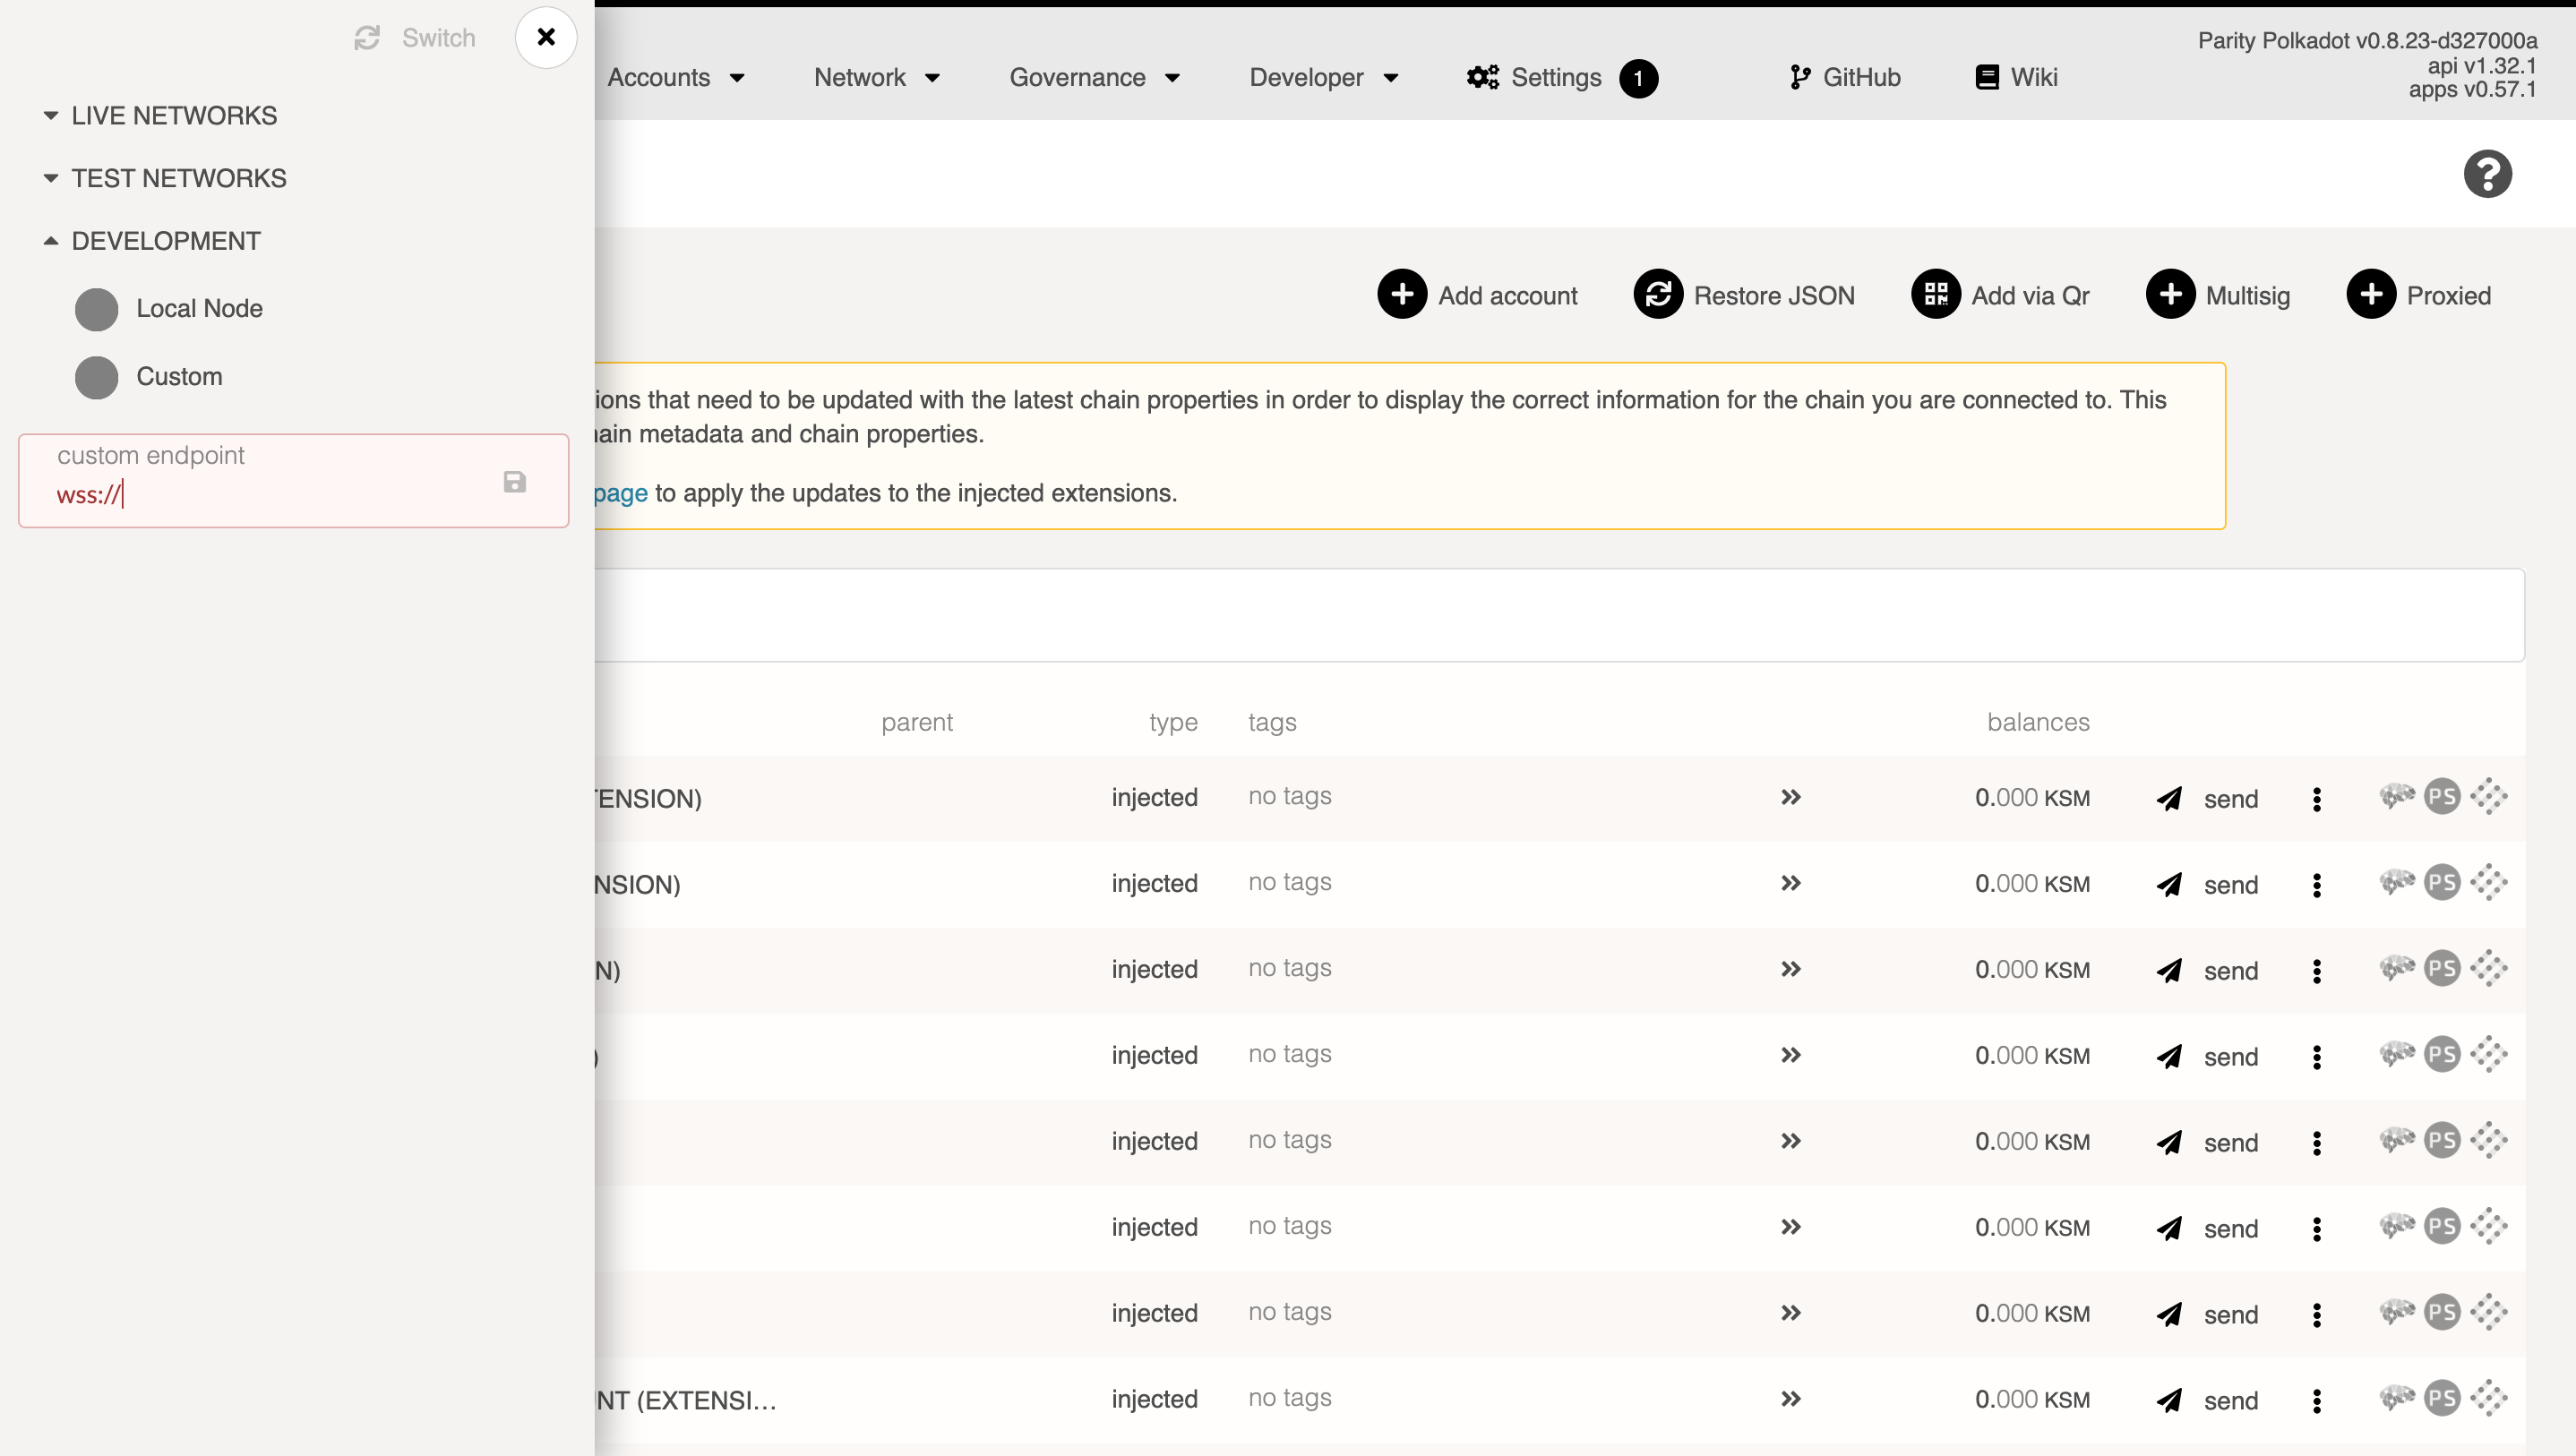 Switch
LIVE NETWORKS
TEST NETWORKS
DEVELOPMENT
Local Node
Custom
custom endpoint
wss://
Accounts Network Governance Developer Settings 1 GitHub Wiki
Parity Polkadot v0.8.23-d327000a
api v1.32.1
apps v0.57.1
Add account Restore JSON Add via Qr Multisig Proxied
ions that need to be updated with the latest chain properties in order to display the correct information for the chain you are connected to. This
ain metadata and chain properties.
page to apply the updates to the injected extensions.
parent type tags balances
TENSION) injected no tags 0.000 KSM send PS
NSION) injected no tags 0.000 KSM send PS
N) injected no tags 0.000 KSM send PS
) injected no tags 0.000 KSM send PS
injected no tags 0.000 KSM send PS
injected no tags 0.000 KSM send PS
injected no tags 0.000 KSM send PS
NT (EXTENSI... injected no tags 0.000 KSM send PS